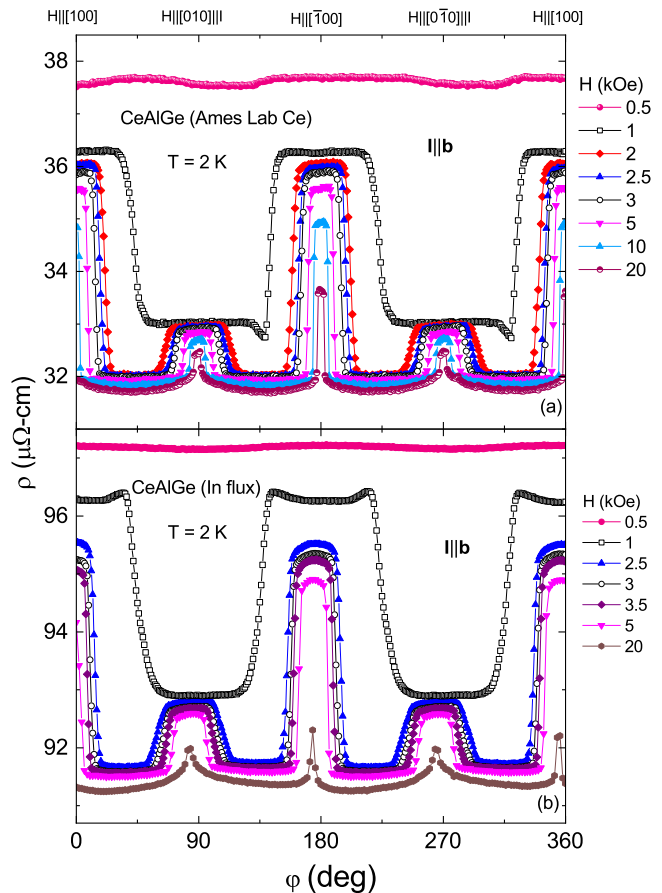 H||[100] H||[010]||I H||[1̄00] H||[01̄0]||I H||[100]
38
36
34
32
CeAlGe (Ames Lab Ce)
T = 2 K
I||b
(a)
H (kOe)
0.5
1
2
2.5
3
5
10
20
ρ (μΩ-cm)
96
94
92
CeAlGe (In flux)
T = 2 K
I||b
(b)
H (kOe)
0.5
1
2.5
3
3.5
5
20
0 90 180 270 360
φ (deg)